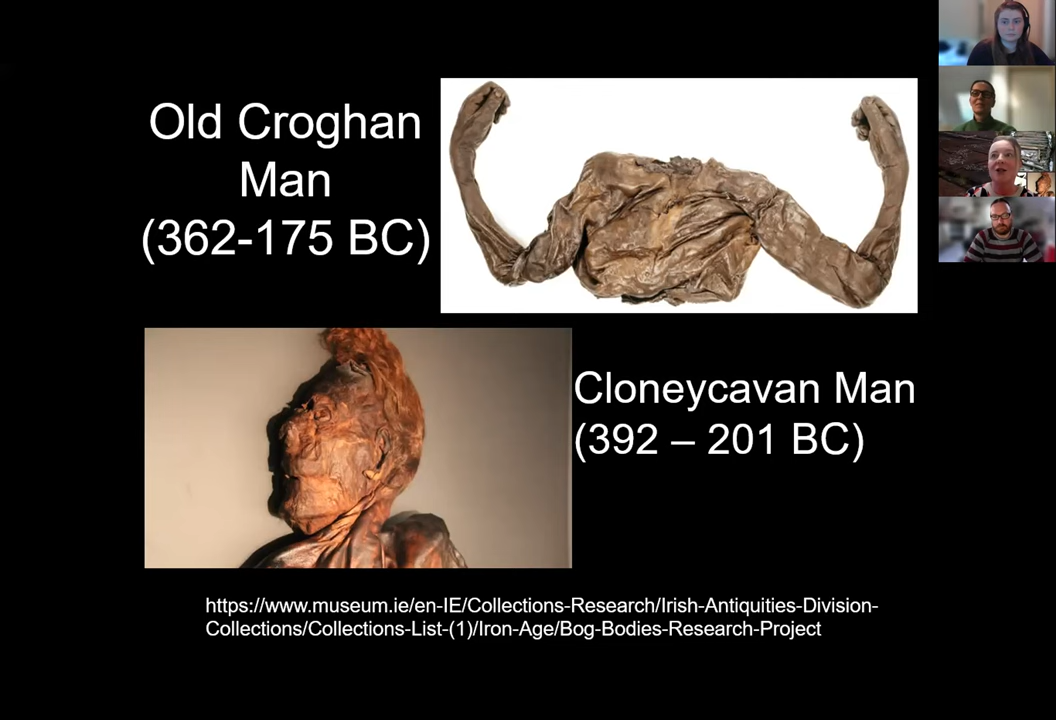 Old Croghan
Man
(362-175 BC)
Cloneycavan Man
(392 – 201 BC)
https://www.museum.ie/en-IE/Collections-Research/Irish-Antiquities-Division-
Collections/Collections-List-(1)/Iron-Age/Bog-Bodies-Research-Project